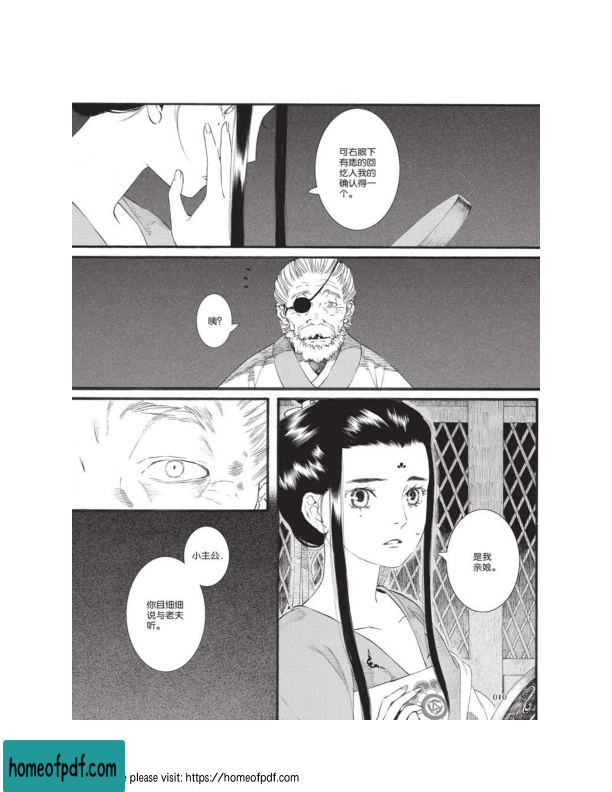 可右眼下
有痣的回
纥人我的
确认得一
个。
咦？
是我
亲娘。
小主公，
你且细细
说与老夫
听。
010
homeofpdf.com
e please visit: https://homeofpdf.com